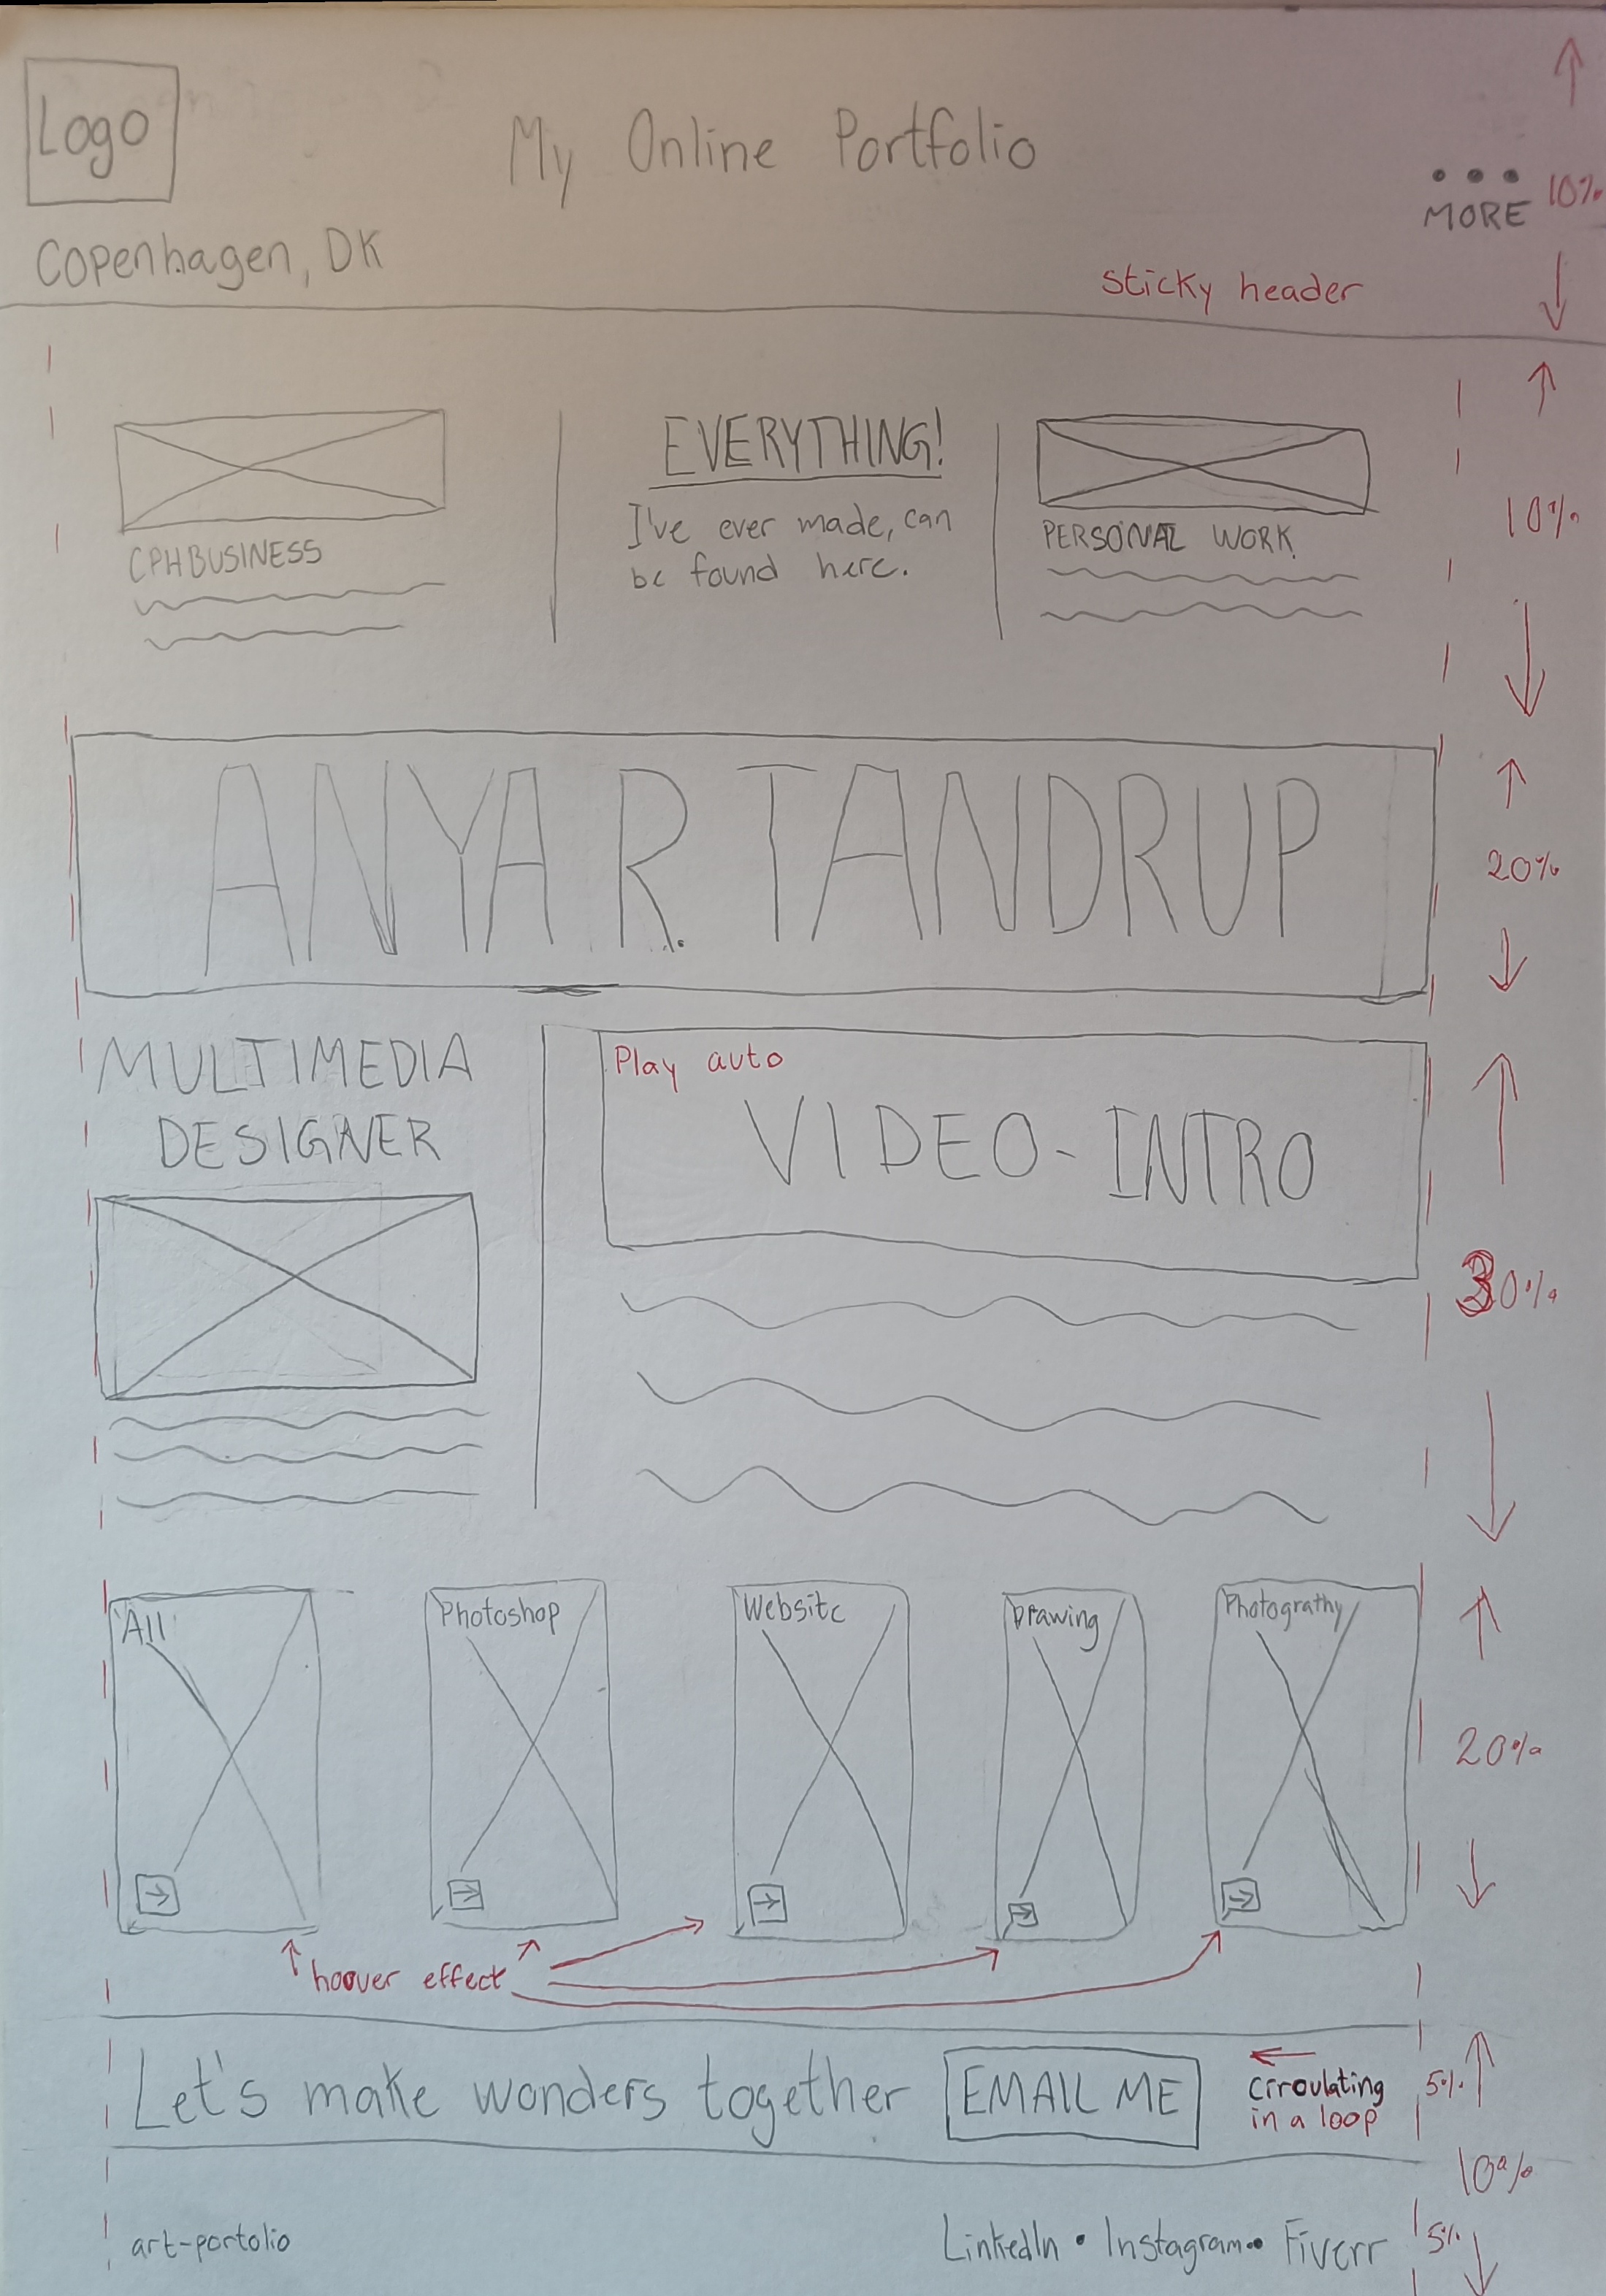 Logo
My Online Portfolio
MORE
10%
Copenhagen, DK
sticky header
EVERYTHING!
I've ever made, can
be found here.
CPHBUSINESS
PERSONAL WORK
10%
ANYA R. TANDRUP
20%
MULTIMEDIA
DESIGNER
Play auto
VIDEO-INTRO
30%
All
Photoshop
Website
Drawing
Photograthy
20%
hoover effect
Let's make wonders together
EMAIL ME
circulating
in a loop
5%
10%
art-portolio
LinkedIn • Instagram • Fiverr
5%